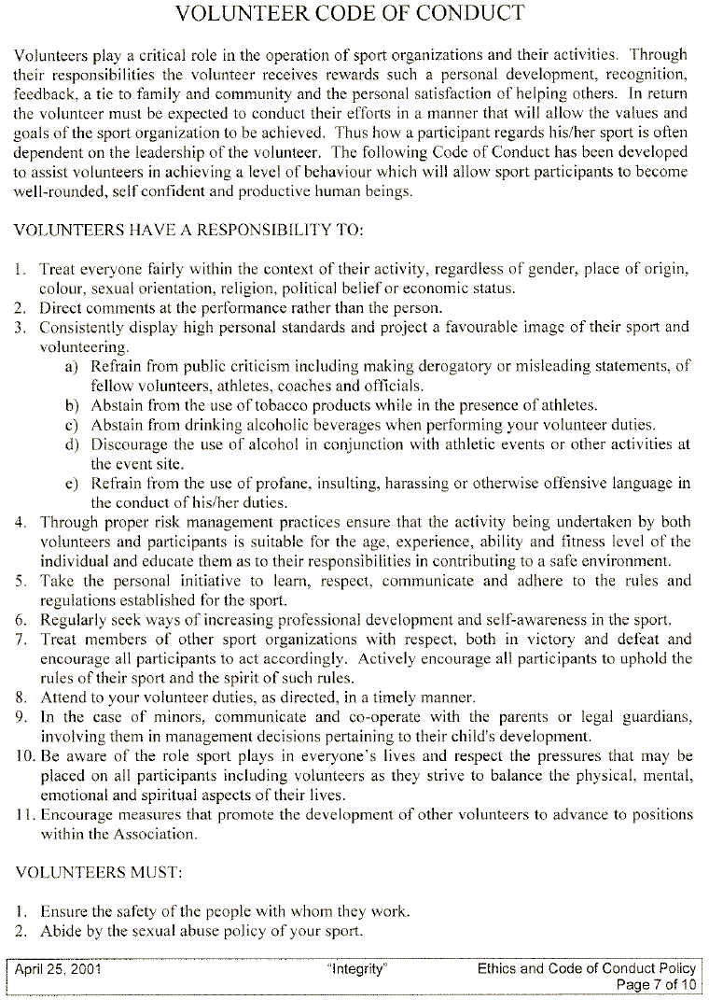 VOLUNTEER CODE OF CONDUCT
Volunteers play a critical role in the operation of sport organizations and their activities. Through
their responsibilities the volunteer receives rewards such a personal development, recognition,
feedback, a tie to family and community and the personal satisfaction of helping others. In return
the volunteer must be expected to conduct their efforts in a manner that will allow the values and
goals of the sport organization to be achieved. Thus how a participant regards his/her sport is often
dependent on the leadership of the volunteer. The following Code of Conduct has been developed
to assist volunteers in achieving a level of behaviour which will allow sport participants to become
well-rounded, self confident and productive human beings.
VOLUNTEERS HAVE A RESPONSIBILITY TO:
1. Treat everyone fairly within the context of their activity, regardless of gender, place of origin,
colour, sexual orientation, religion, political belief or economic status.
2. Direct comments at the performance rather than the person.
3. Consistently display high personal standards and project a favourable image of their sport and
volunteering.
a) Refrain from public criticism including making derogatory or misleading statements, of
fellow volunteers, athletes, coaches and officials.
b) Abstain from the use of tobacco products while in the presence of athletes.
c) Abstain from drinking alcoholic beverages when performing your volunteer duties.
d) Discourage the use of alcohol in conjunction with athletic events or other activities at
the event site.
e) Refrain from the use of profane, insulting, harassing or otherwise offensive language in
the conduct of his/her duties.
4. Through proper risk management practices ensure that the activity being undertaken by both
volunteers and participants is suitable for the age, experience, ability and fitness level of the
individual and educate them as to their responsibilities in contributing to a safe environment.
5. Take the personal initiative to learn, respect, communicate and adhere to the rules and
regulations established for the sport.
6. Regularly seek ways of increasing professional development and self-awareness in the sport.
7. Treat members of other sport organizations with respect, both in victory and defeat and
encourage all participants to act accordingly. Actively encourage all participants to uphold the
rules of their sport and the spirit of such rules.
8. Attend to your volunteer duties, as directed, in a timely manner.
9. In the case of minors, communicate and co-operate with the parents or legal guardians,
involving them in management decisions pertaining to their child's development.
10. Be aware of the role sport plays in everyone's lives and respect the pressures that may be
placed on all participants including volunteers as they strive to balance the physical, mental,
emotional and spiritual aspects of their lives.
11. Encourage measures that promote the development of other volunteers to advance to positions
within the Association.
VOLUNTEERS MUST:
1. Ensure the safety of the people with whom they work.
2. Abide by the sexual abuse policy of your sport.
April 25, 2001 "Integrity" Ethics and Code of Conduct Policy
Page 7 of 10